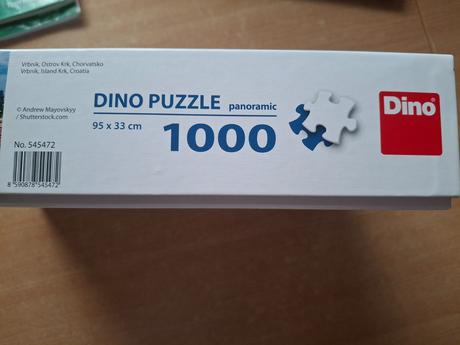 Vrbnik, Ostrov Krk, Chorvatsko
Vrbnik, Island Krk, Croatia
© Andrew Mayovskyy
/ Shutterstock.com
DINO PUZZLE panoramic
95 x 33 cm 1000
Dino
No. 545472
8 590878 545472